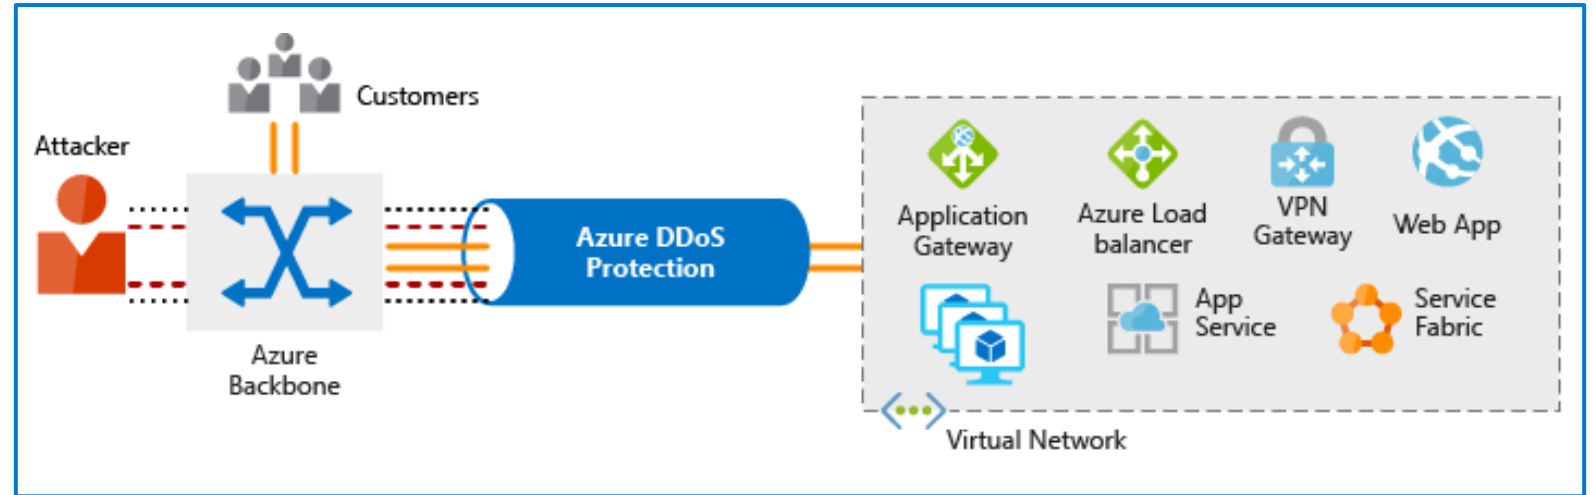 Customers
Attacker
Azure
Backbone
Azure DDoS
Protection
Application
Gateway
Azure Load
balancer
VPN
Gateway
Web App
App
Service
Service
Fabric
Virtual Network